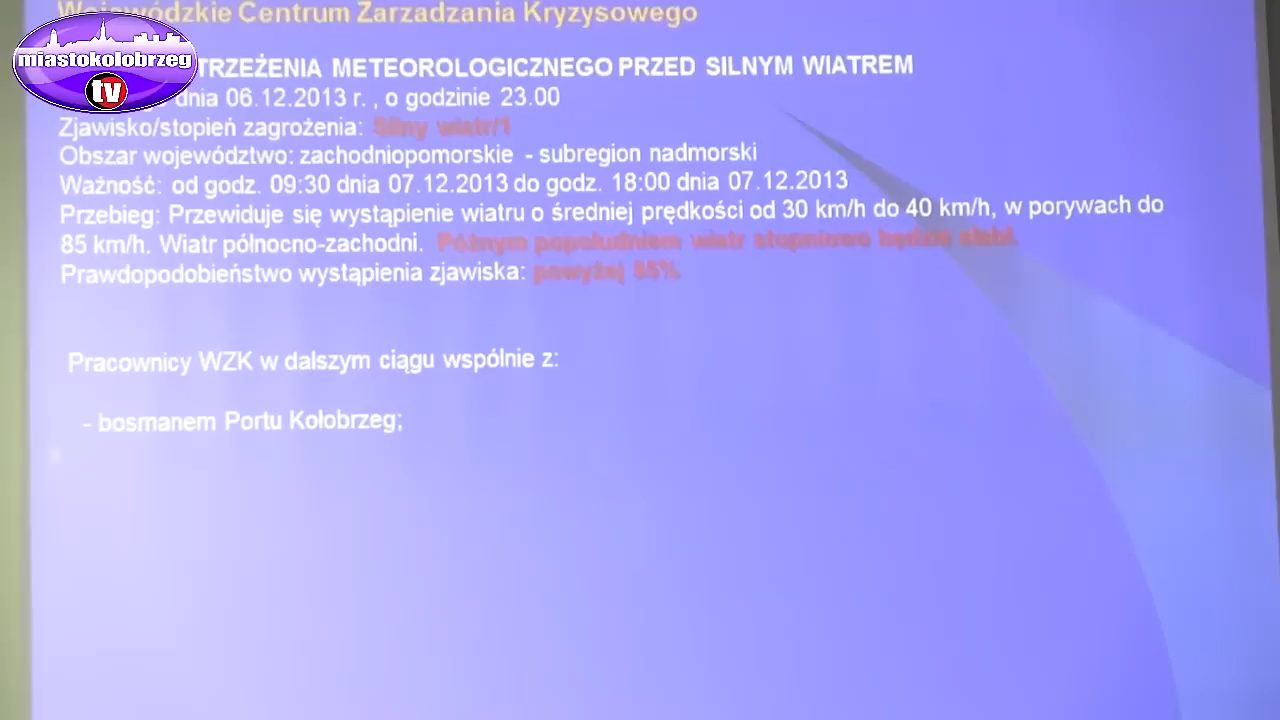 Wojewódzkie Centrum Zarzadzania Kryzysowego
miastokolobrzeg
tv
TRZEŻENIA METEOROLOGICZNEGO PRZED SILNYM WIATREM
dnia 06.12.2013 r. , o godzinie 23.00
Zjawisko/stopień zagrożenia: Silny wiatr/1
Obszar województwo: zachodniopomorskie - subregion nadmorski
Ważność: od godz. 09:30 dnia 07.12.2013 do godz. 18:00 dnia 07.12.2013
Przebieg: Przewiduje się wystąpienie wiatru o średniej prędkości od 30 km/h do 40 km/h, w porywach do
85 km/h. Wiatr północno-zachodni. Późnym popołudniem wiatr stopniowo będzie słabł.
Prawdopodobieństwo wystąpienia zjawiska: powyżej 85%
Pracownicy WZK w dalszym ciągu wspólnie z:
- bosmanem Portu Kołobrzeg;